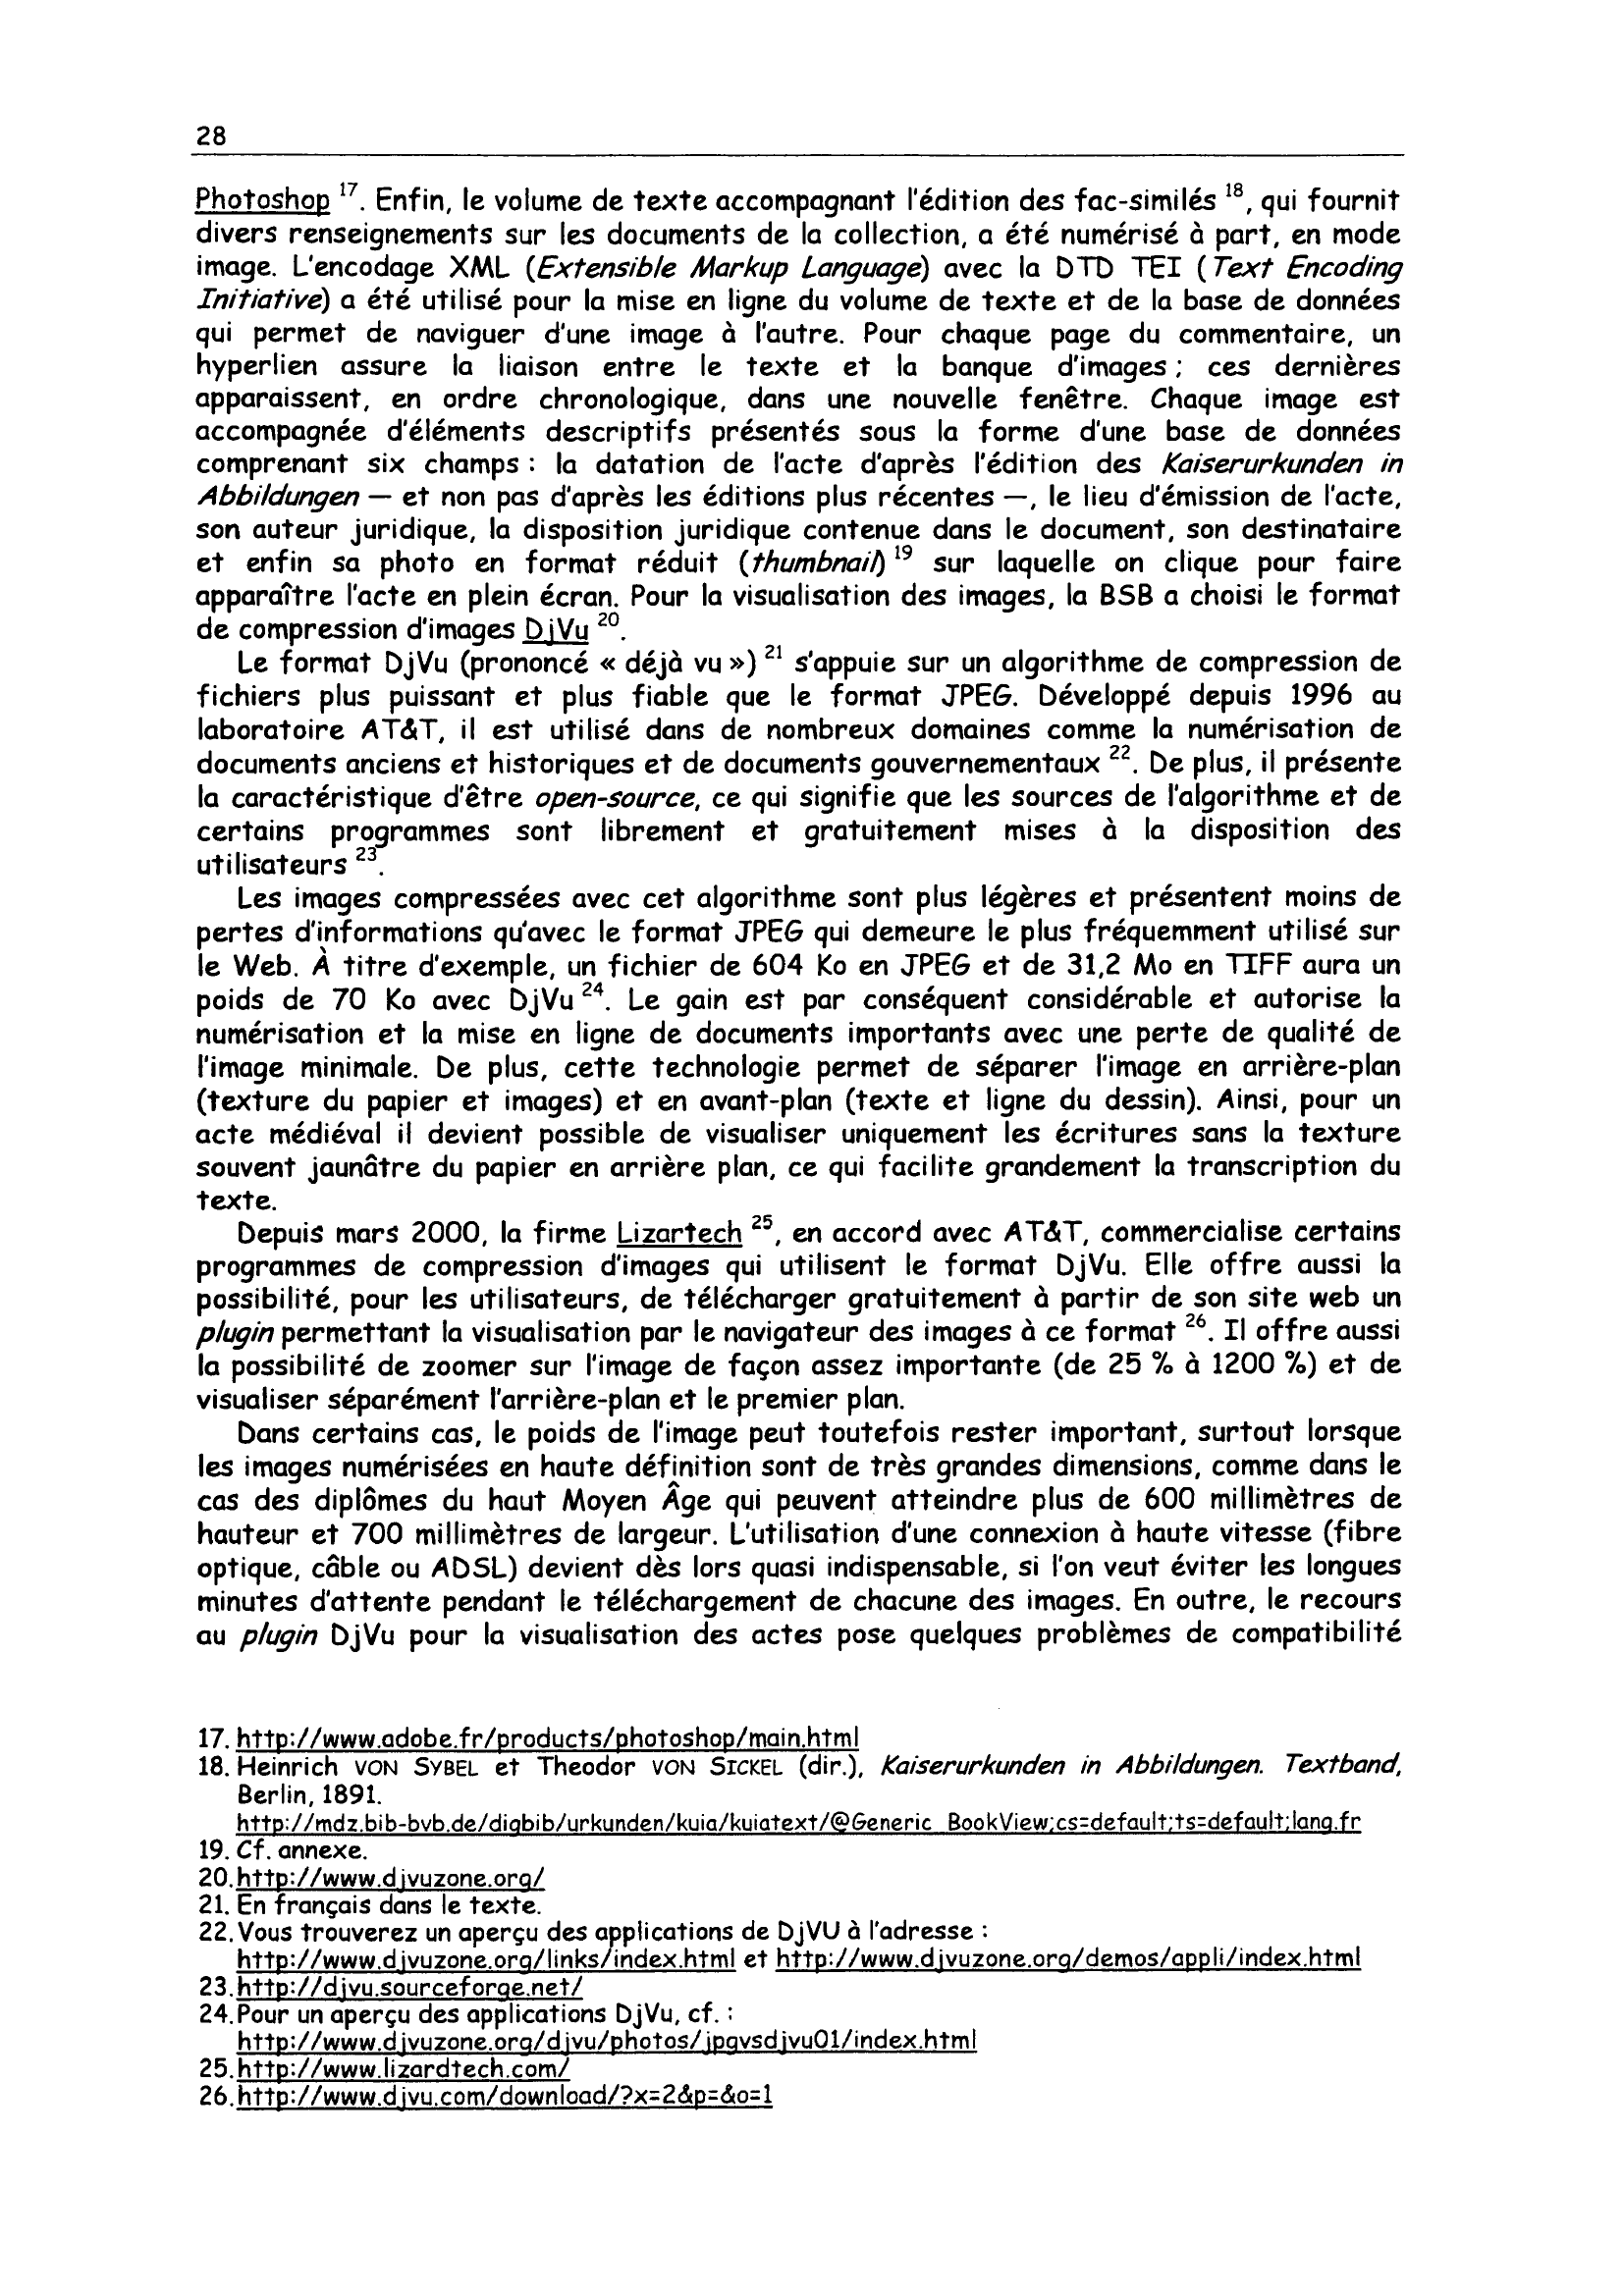 28
Photoshop 17. Enfin, le volume de texte accompagnant l'édition des fac-similés 18, qui fournit
divers renseignements sur les documents de la collection, a été numérisé à part, en mode
image. L'encodage XML (Extensible Markup Language) avec la DTD TEI (Text Encoding
Initiative) a été utilisé pour la mise en ligne du volume de texte et de la base de données
qui permet de naviguer d'une image à l'autre. Pour chaque page du commentaire, un
hyperlien assure la liaison entre le texte et la banque d'images ; ces dernières
apparaissent, en ordre chronologique, dans une nouvelle fenêtre. Chaque image est
accompagnée d'éléments descriptifs présentés sous la forme d'une base de données
comprenant six champs : la datation de l'acte d'après l'édition des Kaiserurkunden in
Abbildungen — et non pas d'après les éditions plus récentes —, le lieu d'émission de l'acte,
son auteur juridique, la disposition juridique contenue dans le document, son destinataire
et enfin sa photo en format réduit (thumbnail) 19 sur laquelle on clique pour faire
apparaître l'acte en plein écran. Pour la visualisation des images, la BSB a choisi le format
de compression d'images DjVu 20.
Le format DjVu (prononcé « déjà vu ») 21 s'appuie sur un algorithme de compression de
fichiers plus puissant et plus fiable que le format JPEG. Développé depuis 1996 au
laboratoire AT&T, il est utilisé dans de nombreux domaines comme la numérisation de
documents anciens et historiques et de documents gouvernementaux 22. De plus, il présente
la caractéristique d'être open-source, ce qui signifie que les sources de l'algorithme et de
certains programmes sont librement et gratuitement mises à la disposition des
utilisateurs 23.
Les images compressées avec cet algorithme sont plus légères et présentent moins de
pertes d'informations qu'avec le format JPEG qui demeure le plus fréquemment utilisé sur
le Web. À titre d'exemple, un fichier de 604 Ko en JPEG et de 31,2 Mo en TIFF aura un
poids de 70 Ko avec DjVu 24. Le gain est par conséquent considérable et autorise la
numérisation et la mise en ligne de documents importants avec une perte de qualité de
l'image minimale. De plus, cette technologie permet de séparer l'image en arrière-plan
(texture du papier et images) et en avant-plan (texte et ligne du dessin). Ainsi, pour un
acte médiéval il devient possible de visualiser uniquement les écritures sans la texture
souvent jaunâtre du papier en arrière plan, ce qui facilite grandement la transcription du
texte.
Depuis mars 2000, la firme Lizartech 25, en accord avec AT&T, commercialise certains
programmes de compression d'images qui utilisent le format DjVu. Elle offre aussi la
possibilité, pour les utilisateurs, de télécharger gratuitement à partir de son site web un
plugin permettant la visualisation par le navigateur des images à ce format 26. Il offre aussi
la possibilité de zoomer sur l'image de façon assez importante (de 25 % à 1200 %) et de
visualiser séparément l'arrière-plan et le premier plan.
Dans certains cas, le poids de l'image peut toutefois rester important, surtout lorsque
les images numérisées en haute définition sont de très grandes dimensions, comme dans le
cas des diplômes du haut Moyen Âge qui peuvent atteindre plus de 600 millimètres de
hauteur et 700 millimètres de largeur. L'utilisation d'une connexion à haute vitesse (fibre
optique, câble ou ADSL) devient dès lors quasi indispensable, si l'on veut éviter les longues
minutes d'attente pendant le téléchargement de chacune des images. En outre, le recours
au plugin DjVu pour la visualisation des actes pose quelques problèmes de compatibilité
17. http://www.adobe.fr/products/photoshop/main.html
18. Heinrich VON SYBEL et Theodor VON SICKEL (dir.), Kaiserurkunden in Abbildungen. Textband,
Berlin, 1891.
http://mdz.bib-bvb.de/digbib/urkunden/kuia/kuiatext/@Generic_BookView;cs=default;ts=default;lang.fr
19. Cf. annexe.
20. http://www.djvuzone.org/
21. En français dans le texte.
22. Vous trouverez un aperçu des applications de DjVU à l'adresse :
http://www.djvuzone.org/links/index.html et http://www.djvuzone.org/demos/appli/index.html
23. http://djvu.sourceforge.net/
24. Pour un aperçu des applications DjVu, cf. :
http://www.djvuzone.org/djvu/photos/jpgvsdjvu01/index.html
25. http://www.lizardtech.com/
26. http://www.djvu.com/download/?x=2&p=&o=1